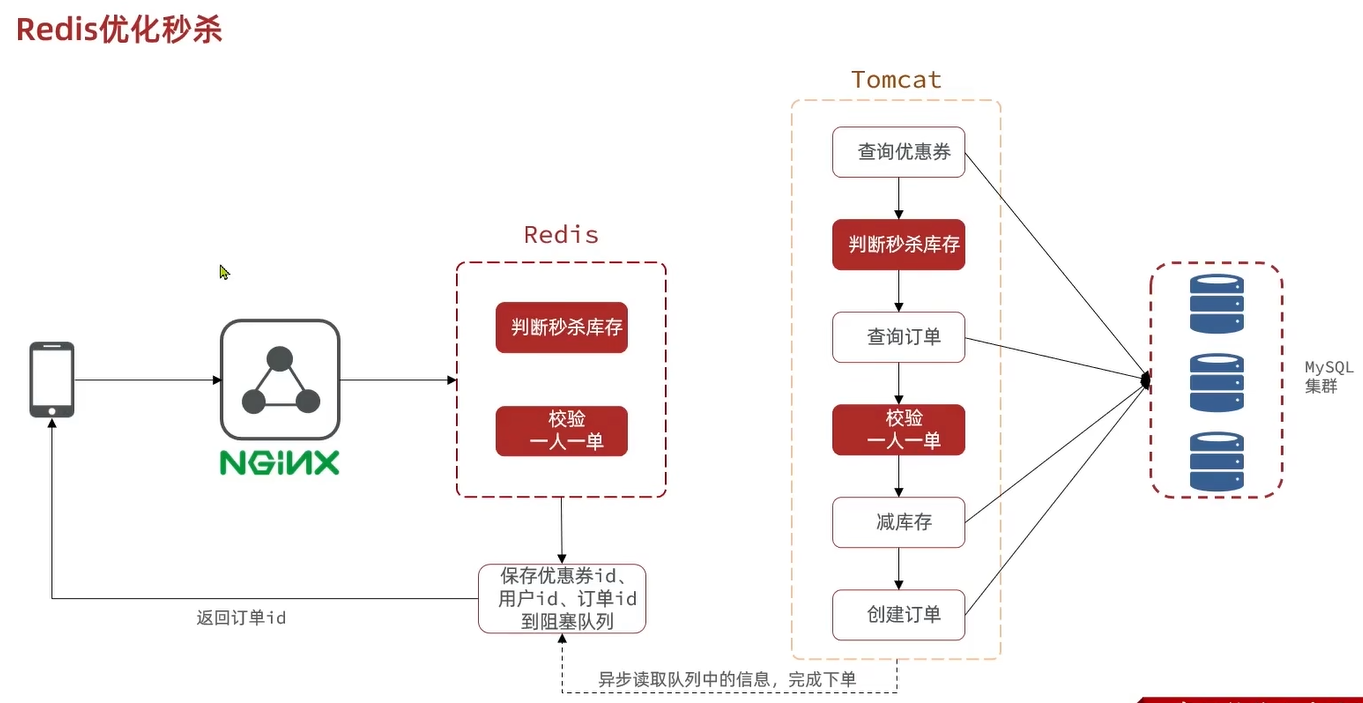 Redis优化秒杀
Tomcat
查询优惠券
判断秒杀库存
查询订单
校验
一人一单
减库存
创建订单
Redis
判断秒杀库存
校验
一人一单
NGiNX
保存优惠券id、
用户id、订单id
到阻塞队列
返回订单id
异步读取队列中的信息，完成下单
MySQL
集群